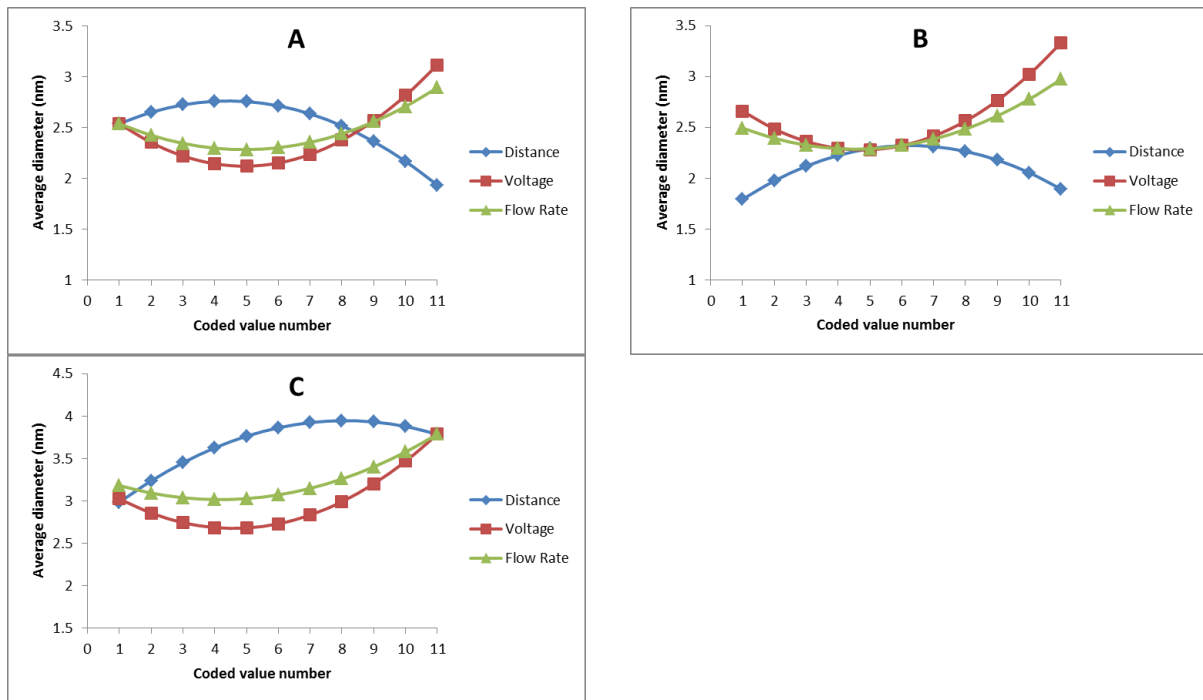 A
Average diameter (nm)
3.5
3
2.5
2
1.5
1
0 1 2 3 4 5 6 7 8 9 10 11
Coded value number
Distance
Voltage
Flow Rate
B
Average diameter (nm)
3.5
3
2.5
2
1.5
1
0 1 2 3 4 5 6 7 8 9 10 11
Coded value number
Distance
Voltage
Flow Rate
C
Average diameter (nm)
4.5
4
3.5
3
2.5
2
1.5
0 1 2 3 4 5 6 7 8 9 10 11
Coded value number
Distance
Voltage
Flow Rate